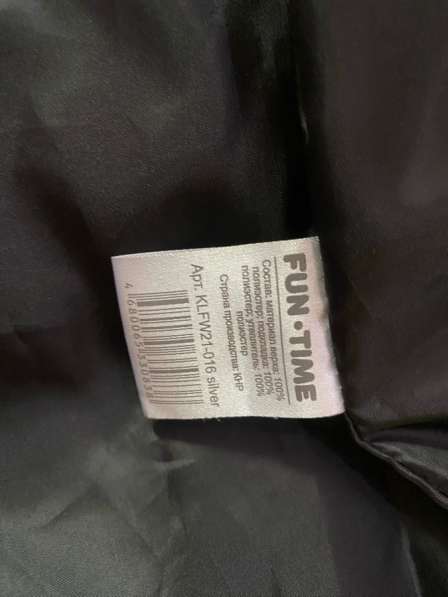 FUN•TIME
Состав: материал верха: 100%
полиэстер; подкладка: 100%
полиэстер; утеплитель: 100%
полиэстер
Страна производства: КНР
Арт. KLFW21-016 silver